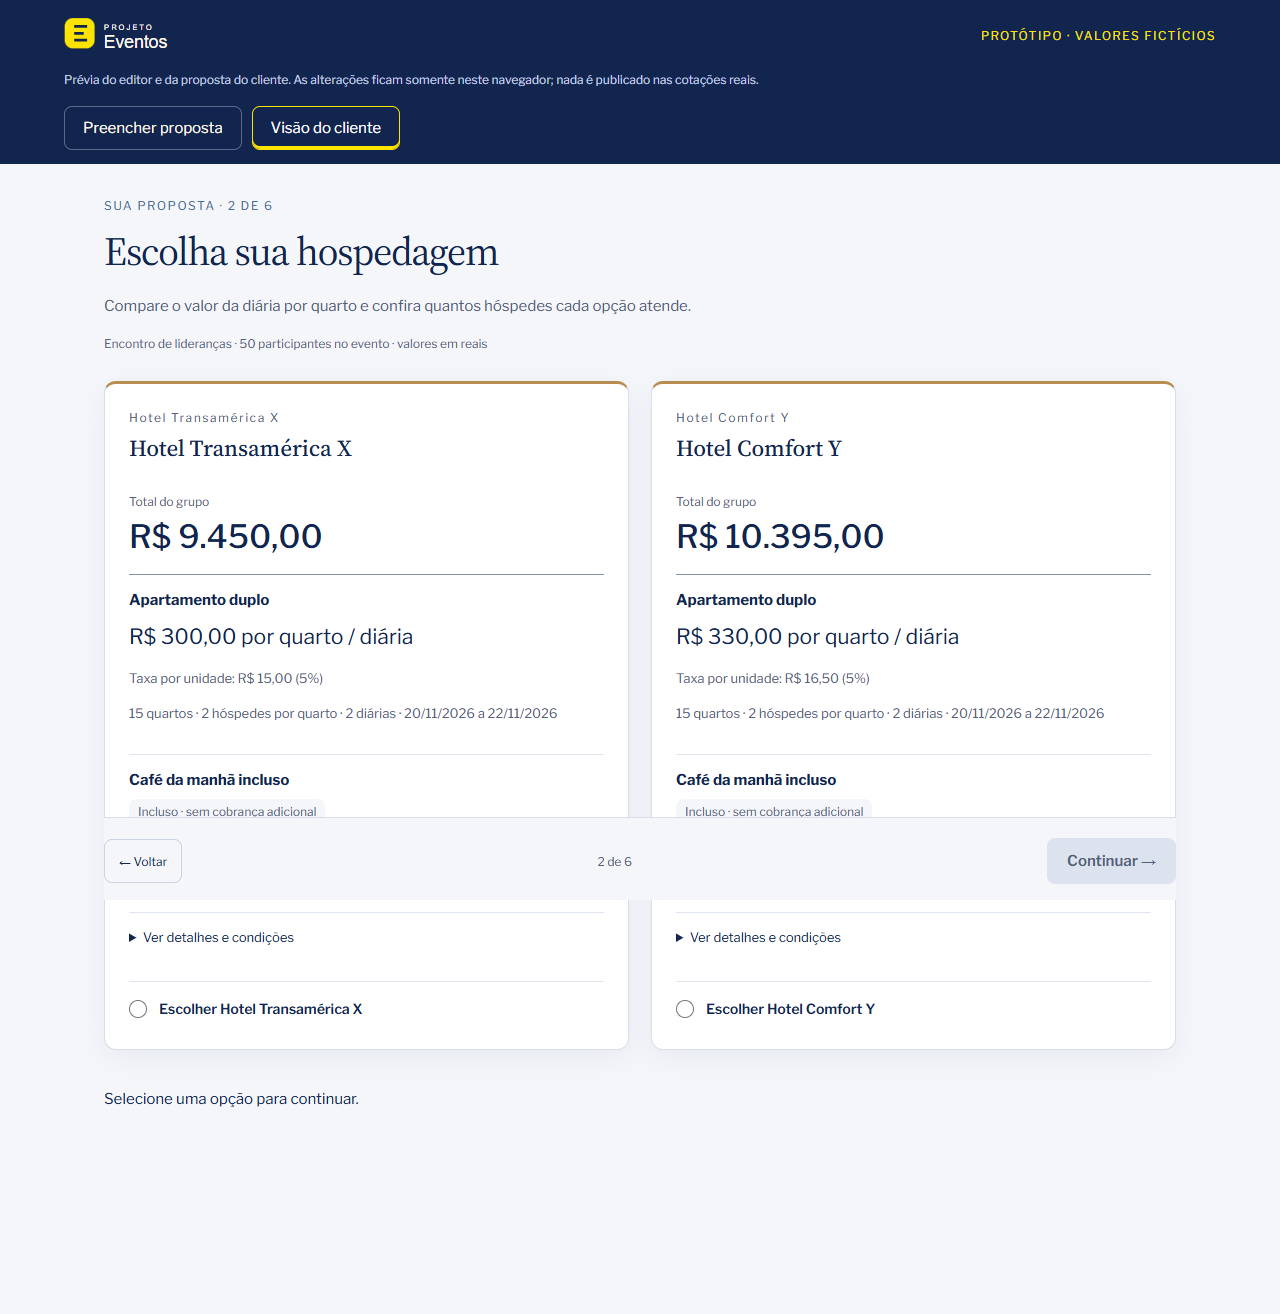 PROJETO
Eventos
PROTÓTIPO · VALORES FICTÍCIOS
Prévia do editor e da proposta do cliente. As alterações ficam somente neste navegador; nada é publicado nas cotações reais.
Preencher proposta
Visão do cliente
SUA PROPOSTA · 2 DE 6
Escolha sua hospedagem
Compare o valor da diária por quarto e confira quantos hóspedes cada opção atende.
Encontro de lideranças · 50 participantes no evento · valores em reais
Hotel Transamérica X
Hotel Transamérica X
Total do grupo
R$ 9.450,00
Apartamento duplo
R$ 300,00 por quarto / diária
Taxa por unidade: R$ 15,00 (5%)
15 quartos · 2 hóspedes por quarto · 2 diárias · 20/11/2026 a 22/11/2026
Café da manhã incluso
Incluso · sem cobrança adicional
Ver detalhes e condições
Escolher Hotel Transamérica X
Hotel Comfort Y
Hotel Comfort Y
Total do grupo
R$ 10.395,00
Apartamento duplo
R$ 330,00 por quarto / diária
Taxa por unidade: R$ 16,50 (5%)
15 quartos · 2 hóspedes por quarto · 2 diárias · 20/11/2026 a 22/11/2026
Café da manhã incluso
Incluso · sem cobrança adicional
Ver detalhes e condições
Escolher Hotel Comfort Y
← Voltar
2 de 6
Continuar →
Selecione uma opção para continuar.